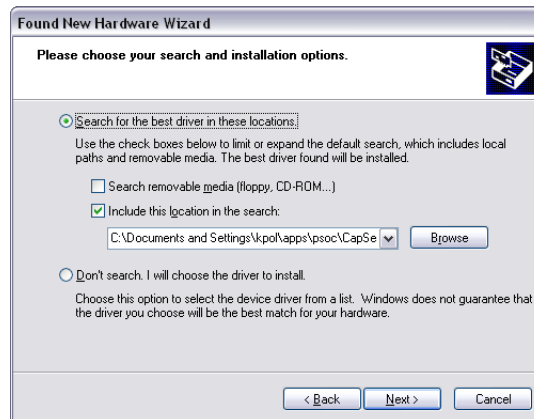 Found New Hardware Wizard
Please choose your search and installation options.
Search for the best driver in these locations.
Use the check boxes below to limit or expand the default search, which includes local
paths and removable media. The best driver found will be installed.
Search removable media (floppy, CD-ROM...)
Include this location in the search:
C:\Documents and Settings\kpol\apps\psoc\CapSe
Browse
Don't search. I will choose the driver to install.
Choose this option to select the device driver from a list. Windows does not guarantee that
the driver you choose will be the best match for your hardware.
< Back Next > Cancel